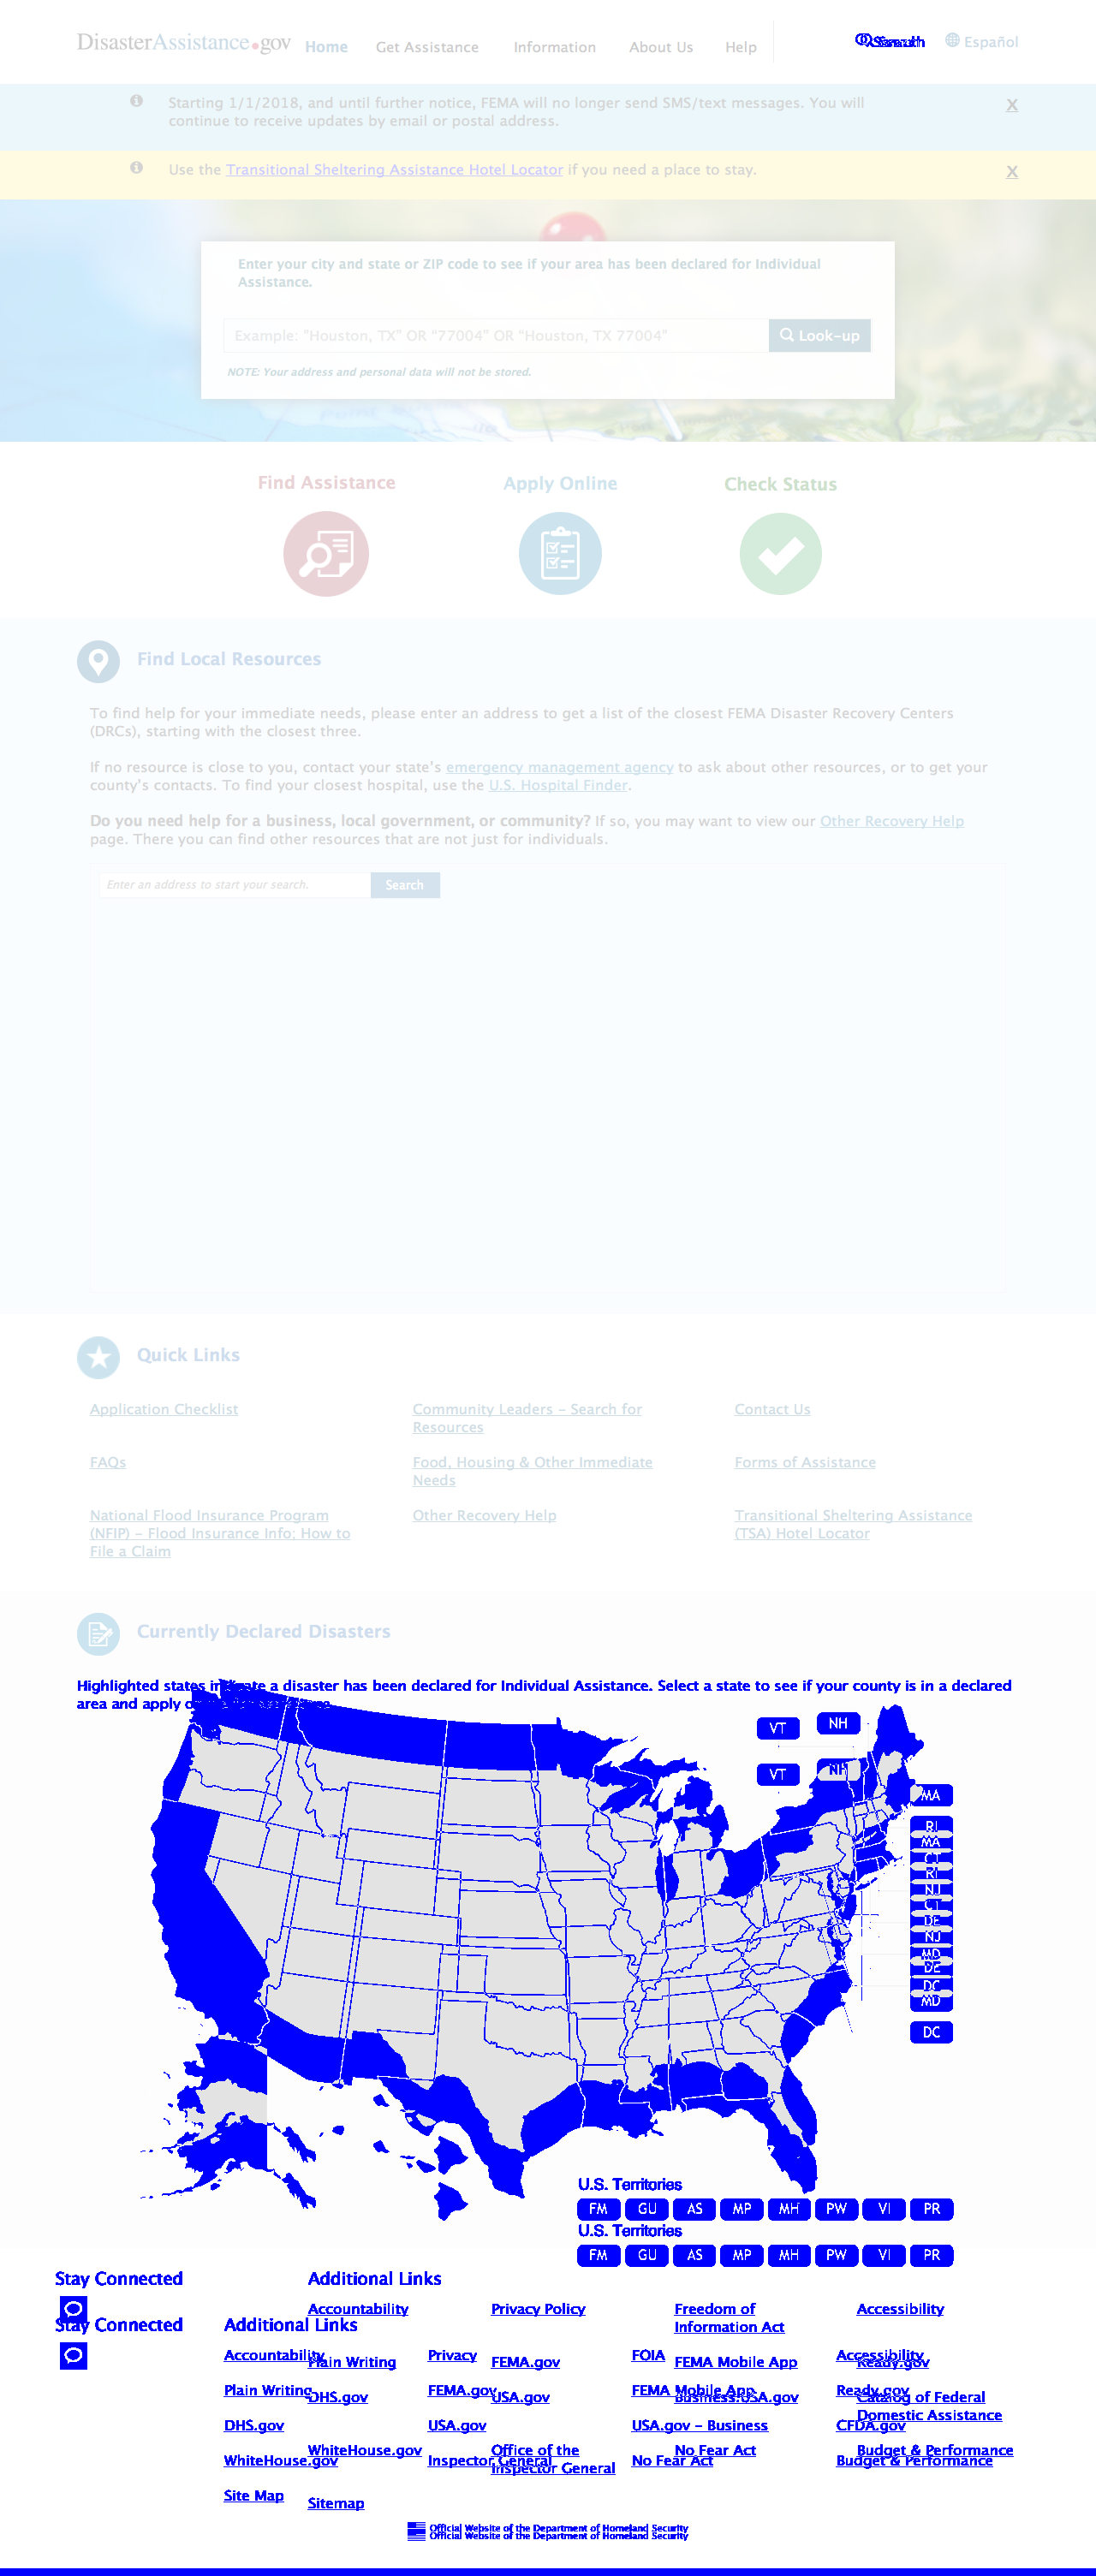 DisasterAssistance.gov Home Get Assistance Information About Us Help Search Español
Starting 1/1/2018, and until further notice, FEMA will no longer send SMS/text messages. You will
continue to receive updates by email or postal address.
X
Use the Transitional Sheltering Assistance Hotel Locator if you need a place to stay.
X
Enter your city and state or ZIP code to see if your area has been declared for Individual
Assistance.
Example: "Houston, TX" OR "77004" OR "Houston, TX 77004"
Look-up
NOTE: Your address and personal data will not be stored.
Find Assistance Apply Online Check Status
Find Local Resources
To find help for your immediate needs, please enter an address to get a list of the closest FEMA Disaster Recovery Centers
(DRCs), starting with the closest three.
If no resource is close to you, contact your state's emergency management agency to ask about other resources, or to get your
county's contacts. To find your closest hospital, use the U.S. Hospital Finder.
Do you need help for a business, local government, or community? If so, you may want to view our Other Recovery Help
page. There you can find other resources that are not just for individuals.
Enter an address to start your search. Search
Quick Links
Application Checklist
Community Leaders - Search for
Resources
Contact Us
FAQs
Food, Housing & Other Immediate
Needs
Forms of Assistance
National Flood Insurance Program
(NFIP) - Flood Insurance Info; How to
File a Claim
Other Recovery Help
Transitional Sheltering Assistance
(TSA) Hotel Locator
Currently Declared Disasters
Highlighted states indicate a disaster has been declared for Individual Assistance. Select a state to see if your county is in a declared
area and apply
VT NH
VT NH
MA
RI
MA
CT
RI
NJ
CT
DE
NJ
MD
DE
DC
MD
DC
U.S. Territories
FM GU AS MP MH PW VI PR
U.S. Territories
FM GU AS MP MH PW VI PR
Stay Connected Additional Links
Accountability Privacy Policy
Freedom of
Information Act
Accessibility
Stay Connected Additional Links
Accountability Privacy FOIA Accessibility
Plain Writing FEMA.gov FEMA Mobile App Ready.gov
Plain Writing FEMA.gov FEMA Mobile App Ready.gov
DHS.gov USA.gov Business.USA.gov
Catalog of Federal
Domestic Assistance
DHS.gov USA.gov USA.gov - Business CFDA.gov
WhiteHouse.gov
Office of the
Inspector General
No Fear Act Budget & Performance
WhiteHouse.gov Inspector General No Fear Act Budget & Performance
Site Map
Sitemap
Official Website of the Department of Homeland Security
Official Website of the Department of Homeland Security